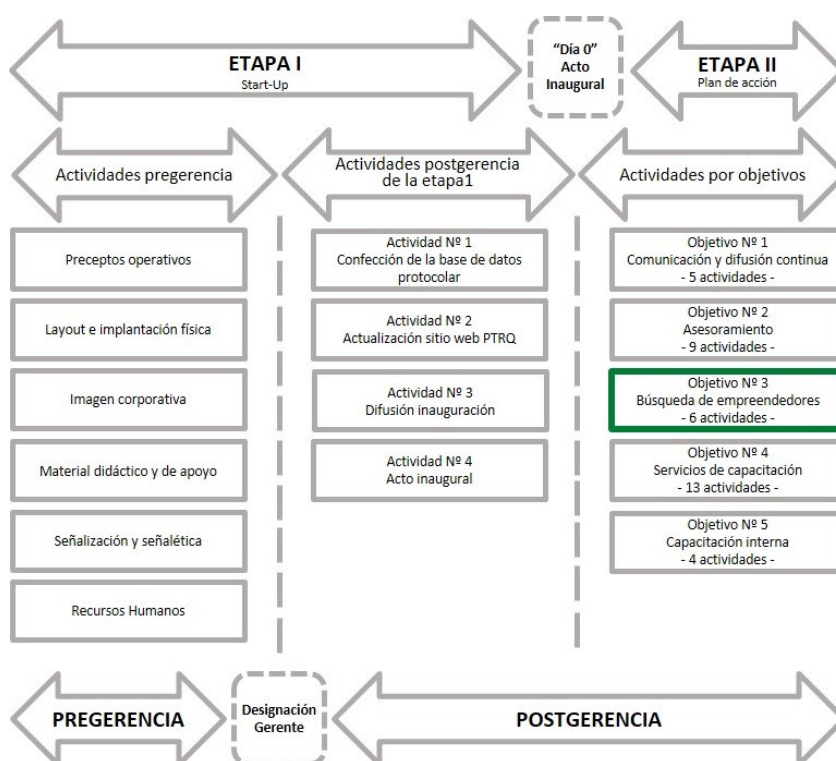 ETAPA I
Start-Up
“Día 0”
Acto
Inaugural
ETAPA II
Plan de acción
Actividades pregerencia
Actividades postgerencia
de la etapa1
Actividades por objetivos
Preceptos operativos
Layout e implantación física
Imagen corporativa
Material didáctico y de apoyo
Señalización y señalética
Recursos Humanos
Actividad Nº 1
Confección de la base de datos
protocolar
Actividad Nº 2
Actualización sitio web PTRQ
Actividad Nº 3
Difusión inauguración
Actividad Nº 4
Acto inaugural
Objetivo Nº 1
Comunicación y difusión continua
- 5 actividades -
Objetivo Nº 2
Asesoramiento
- 9 actividades -
Objetivo Nº 3
Búsqueda de empreendedores
- 6 actividades -
Objetivo Nº 4
Servicios de capacitación
- 13 actividades -
Objetivo Nº 5
Capacitación interna
- 4 actividades -
PREGERENCIA
Designación
Gerente
POSTGERENCIA